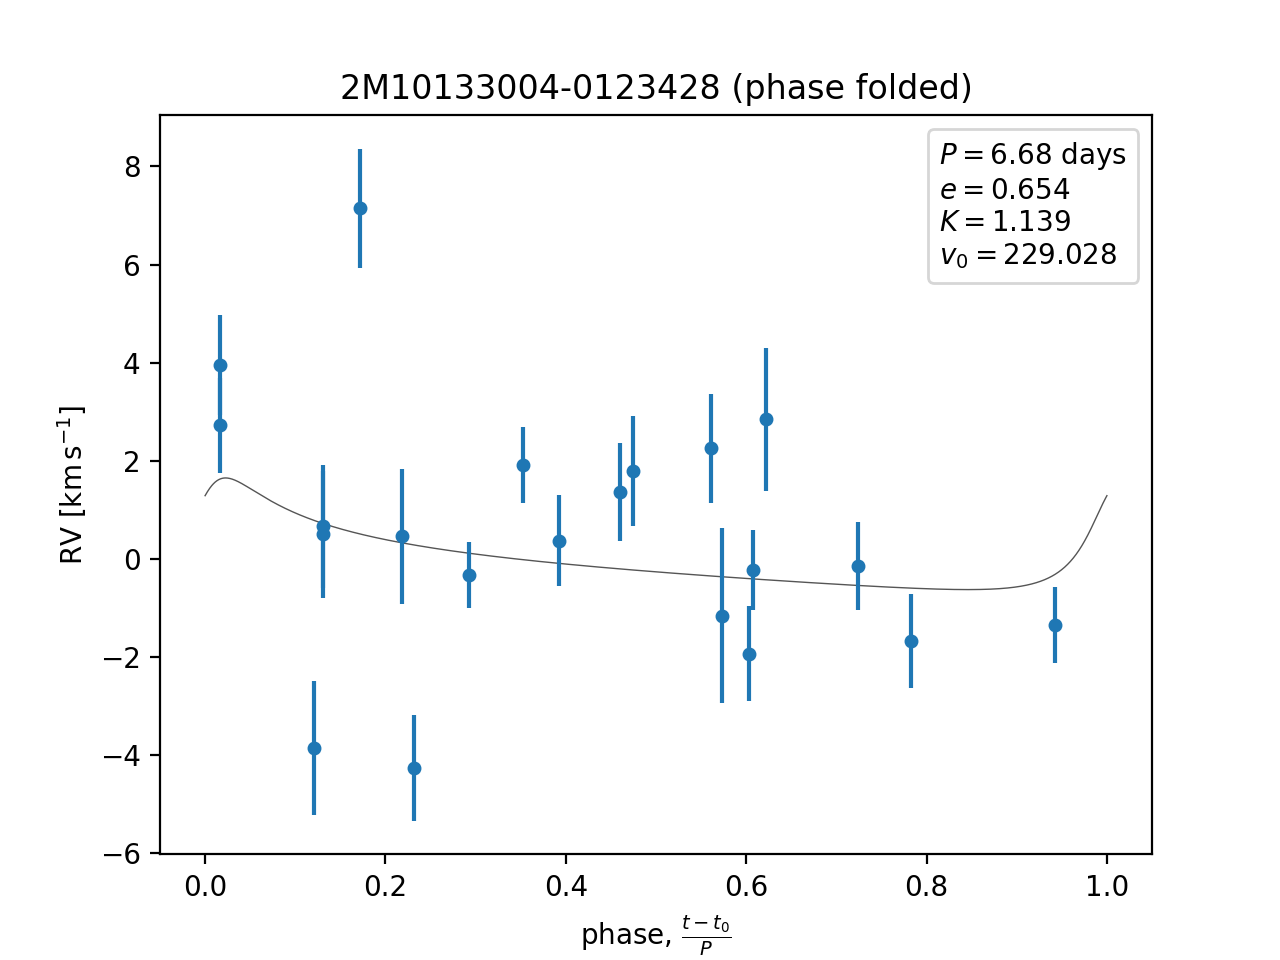 2M10133004-0123428 (phase folded)
P = 6.68 days
e = 0.654
K = 1.139
v₀ = 229.028
8
6
4
2
0
−2
−4
−6
RV [km s⁻¹]
0.0 0.2 0.4 0.6 0.8 1.0
phase, (t − t₀)/P